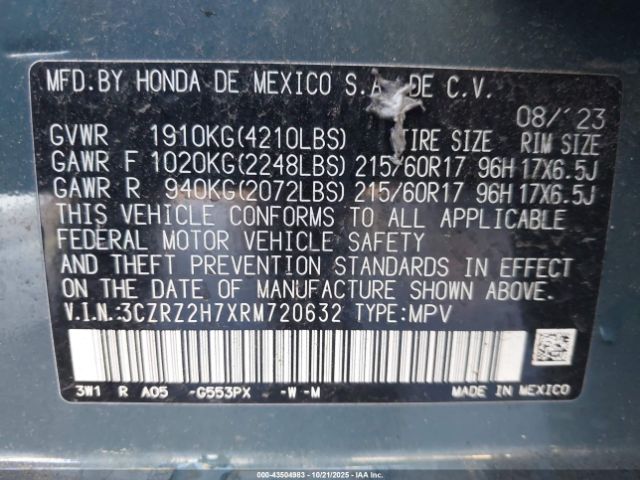 MFD.BY HONDA DE MEXICO S.A. DE C.V.
08/'23
GVWR 1910KG(4210LBS) TIRE SIZE RIM SIZE
GAWR F 1020KG(2248LBS) 215/60R17 96H 17X6.5J
GAWR R 940KG(2072LBS) 215/60R17 96H 17X6.5J
THIS VEHICLE CONFORMS TO ALL APPLICABLE
FEDERAL MOTOR VEHICLE SAFETY
AND THEFT PREVENTION STANDARDS IN EFFECT
ON THE DATE OF MANUFACTURE SHOWN ABOVE.
V.I.N.:3CZRZ2H7XRM720632 TYPE:MPV
3W1 R A05 -G553PX -W-M MADE IN MEXICO
000-43504983 - 10/21/2025 - IAAI.COM